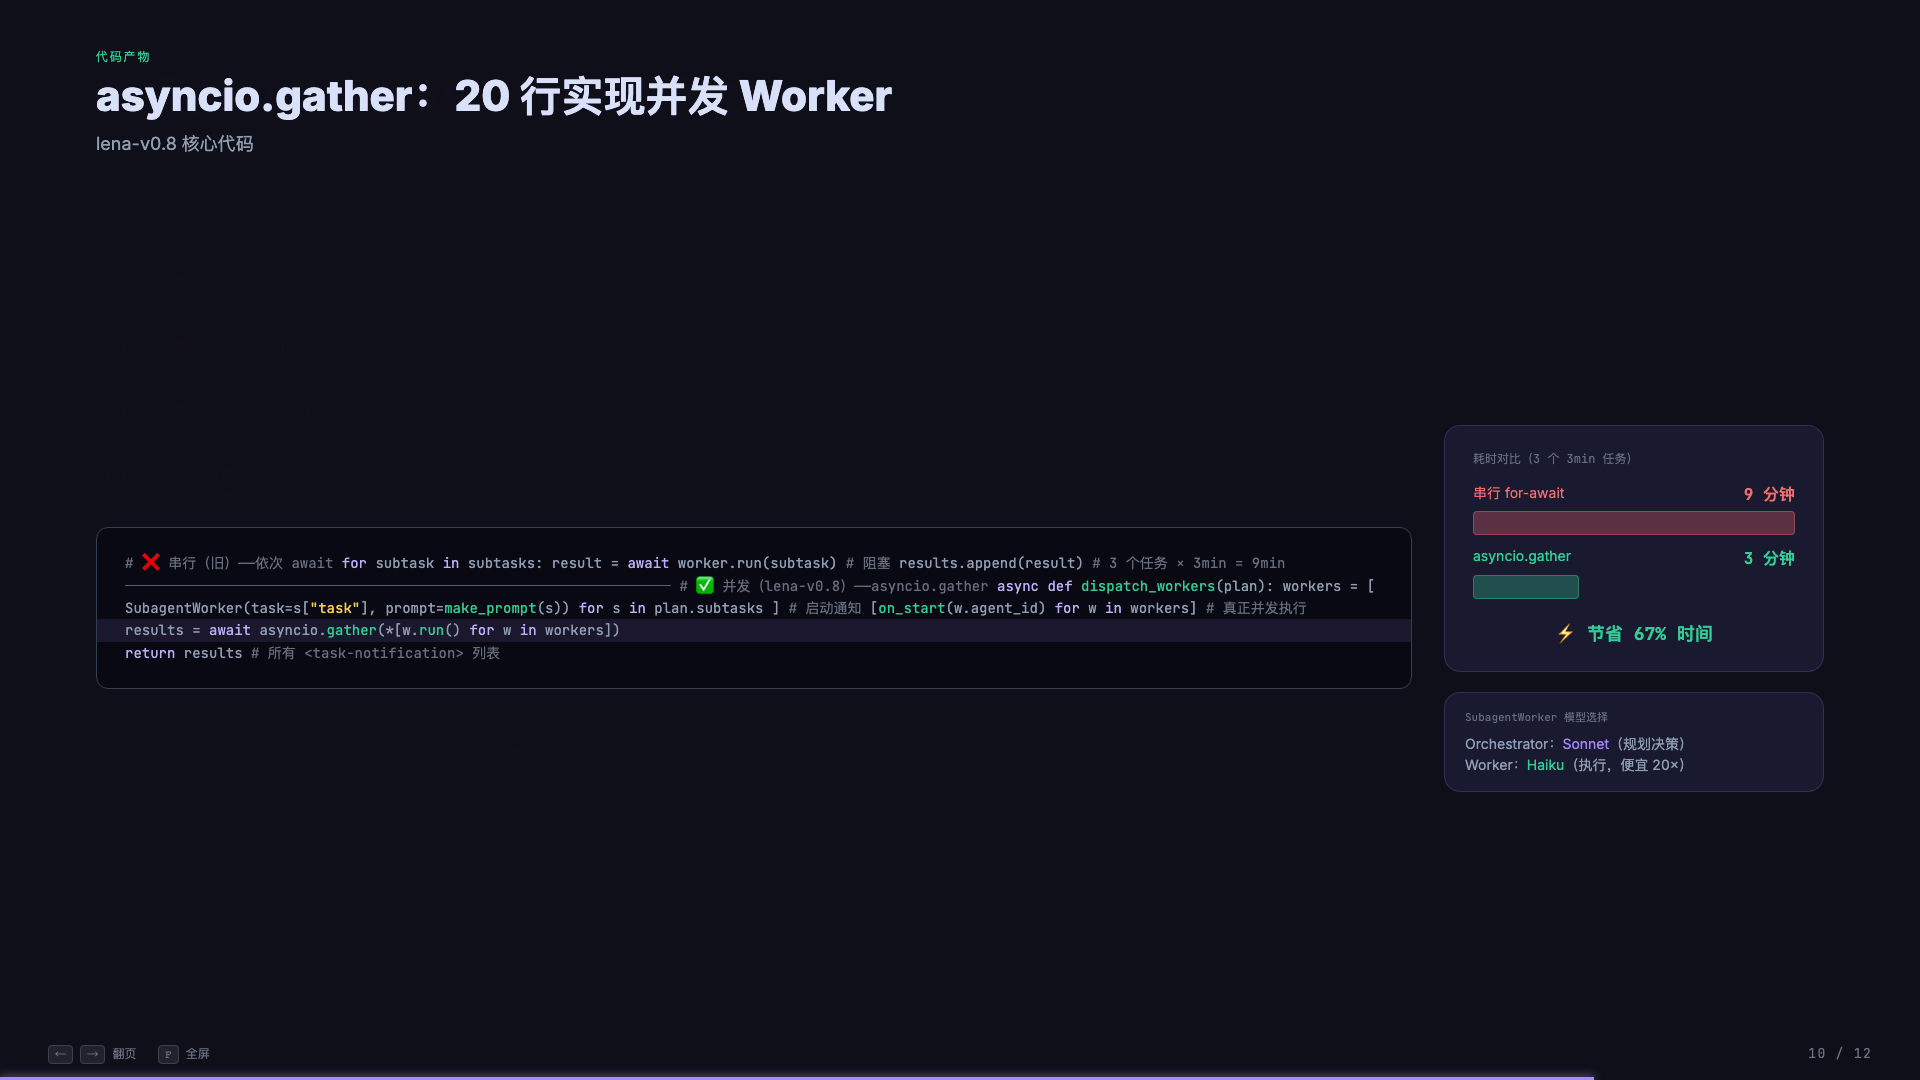 代码产物
asyncio.gather：20 行实现并发 Worker
lena-v0.8 核心代码
# ❌ 串行（旧）——依次 await for subtask in subtasks: result = await worker.run(subtask) # 阻塞 results.append(result) # 3 个任务 × 3min = 9min
───────────────────────────────────────────────────────────────── # ✅ 并发（lena-v0.8）——asyncio.gather async def dispatch_workers(plan): workers = [
SubagentWorker(task=s["task"], prompt=make_prompt(s)) for s in plan.subtasks ] # 启动通知 [on_start(w.agent_id) for w in workers] # 真正并发执行
results = await asyncio.gather(*[w.run() for w in workers])
return results # 所有 <task-notification> 列表
耗时对比（3 个 3min 任务）
串行 for-await 9 分钟
asyncio.gather 3 分钟
⚡ 节省 67% 时间
SubagentWorker 模型选择
Orchestrator：Sonnet（规划决策）
Worker：Haiku（执行，便宜 20×）
← → 翻页 F 全屏
10 / 12